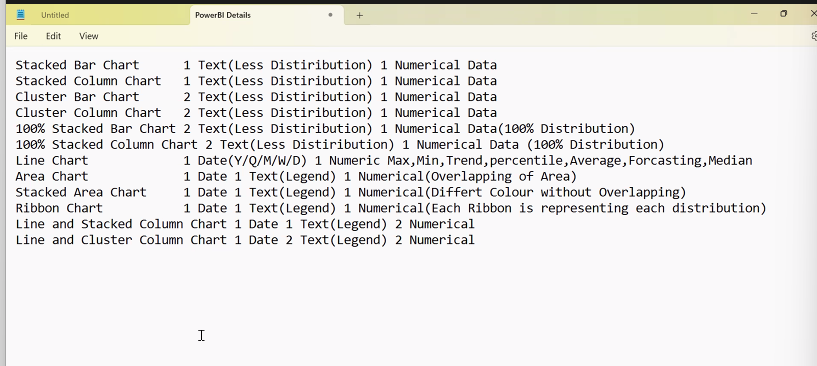 Untitled
PowerBI Details
File Edit View
Stacked Bar Chart 1 Text(Less Distiribution) 1 Numerical Data
Stacked Column Chart 1 Text(Less Distiribution) 1 Numerical Data
Cluster Bar Chart 2 Text(Less Distiribution) 1 Numerical Data
Cluster Column Chart 2 Text(Less Distiribution) 1 Numerical Data
100% Stacked Bar Chart 2 Text(Less Distiribution) 1 Numerical Data(100% Distribution)
100% Stacked Column Chart 2 Text(Less Distiribution) 1 Numerical Data (100% Distribution)
Line Chart 1 Date(Y/Q/M/W/D) 1 Numeric Max,Min,Trend,percentile,Average,Forcasting,Median
Area Chart 1 Date 1 Text(Legend) 1 Numerical(Overlapping of Area)
Stacked Area Chart 1 Date 1 Text(Legend) 1 Numerical(Differt Colour without Overlapping)
Ribbon Chart 1 Date 1 Text(Legend) 1 Numerical(Each Ribbon is representing each distribution)
Line and Stacked Column Chart 1 Date 1 Text(Legend) 2 Numerical
Line and Cluster Column Chart 1 Date 2 Text(Legend) 2 Numerical